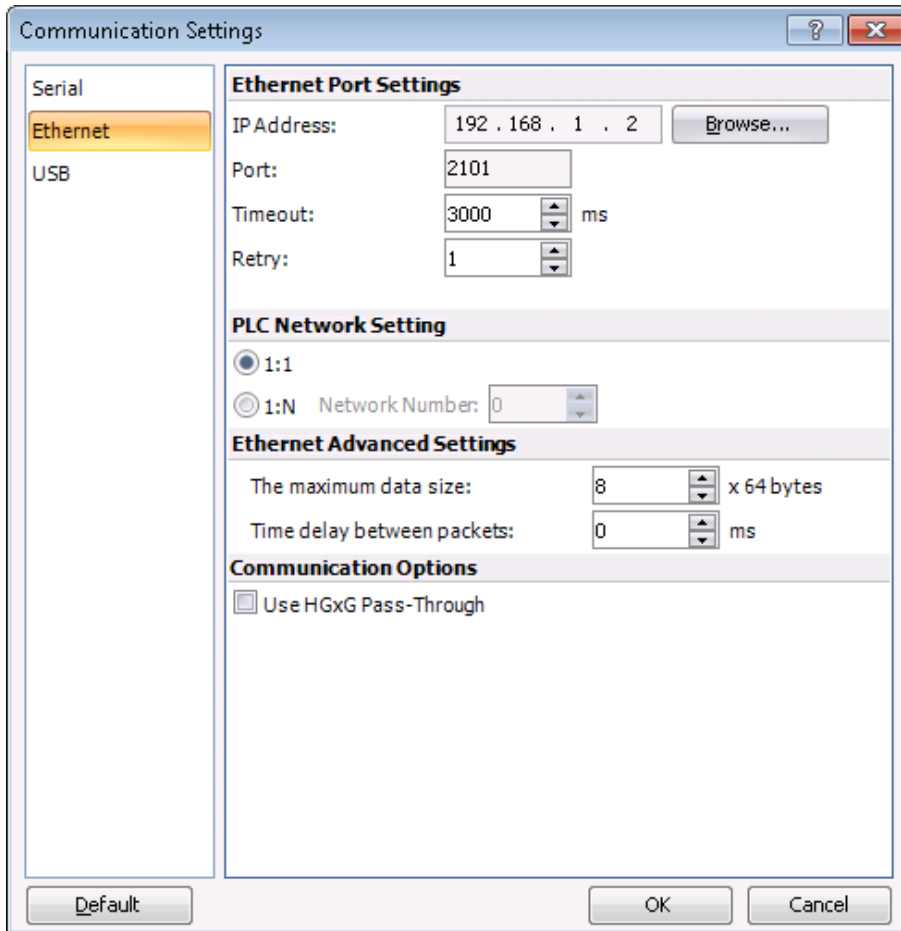 Communication Settings
?
Serial
Ethernet
USB
Ethernet Port Settings
IP Address: 192 . 168 . 1 . 2 Browse...
Port: 2101
Timeout: 3000 ms
Retry: 1
PLC Network Setting
1:1
1:N Network Number: 0
Ethernet Advanced Settings
The maximum data size: 8 x 64 bytes
Time delay between packets: 0 ms
Communication Options
Use HGxG Pass-Through
Default OK Cancel